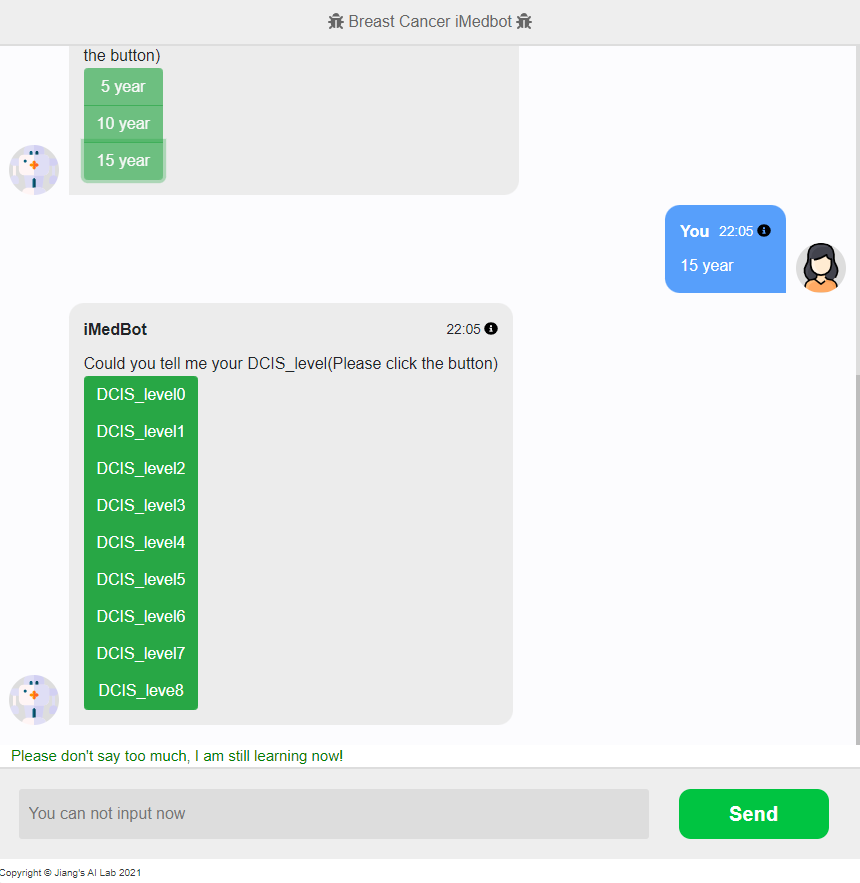 Breast Cancer iMedbot
the button)
5 year
10 year
15 year
You 22:05
15 year
iMedBot 22:05
Could you tell me your DCIS_level(Please click the button)
DCIS_level0
DCIS_level1
DCIS_level2
DCIS_level3
DCIS_level4
DCIS_level5
DCIS_level6
DCIS_level7
DCIS_leve8
Please don't say too much, I am still learning now!
You can not input now
Send
Copyright © Jiang's AI Lab 2021